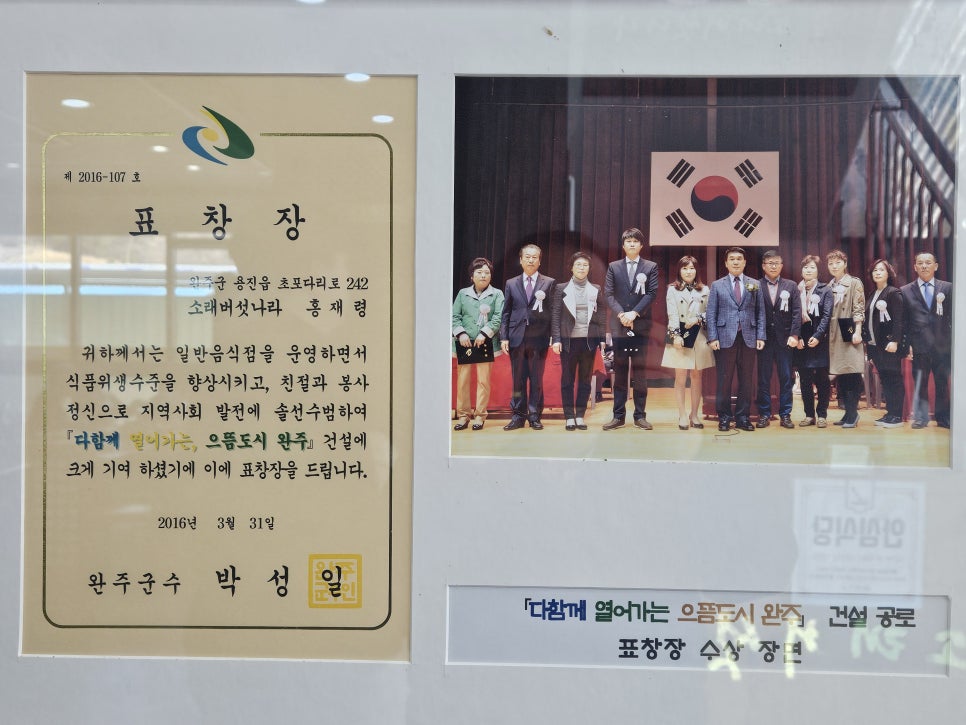 제 2016-107 호
표 창 장
완주군 용진읍 초포다리로 242
소래버섯나라 홍 재 령
귀하께서는 일반음식점을 운영하면서
식품위생수준을 향상시키고, 친절과 봉사
정신으로 지역사회 발전에 솔선수범하여
『다함께 열어가는, 으뜸도시 완주』 건설에
크게 기여 하셨기에 이에 표창장을 드립니다.
2016년 3월 31일
완주군수 박 성 일
안심식당
「다함께 열어가는 으뜸도시 완주」 건설 공로
표창장 수상 장면